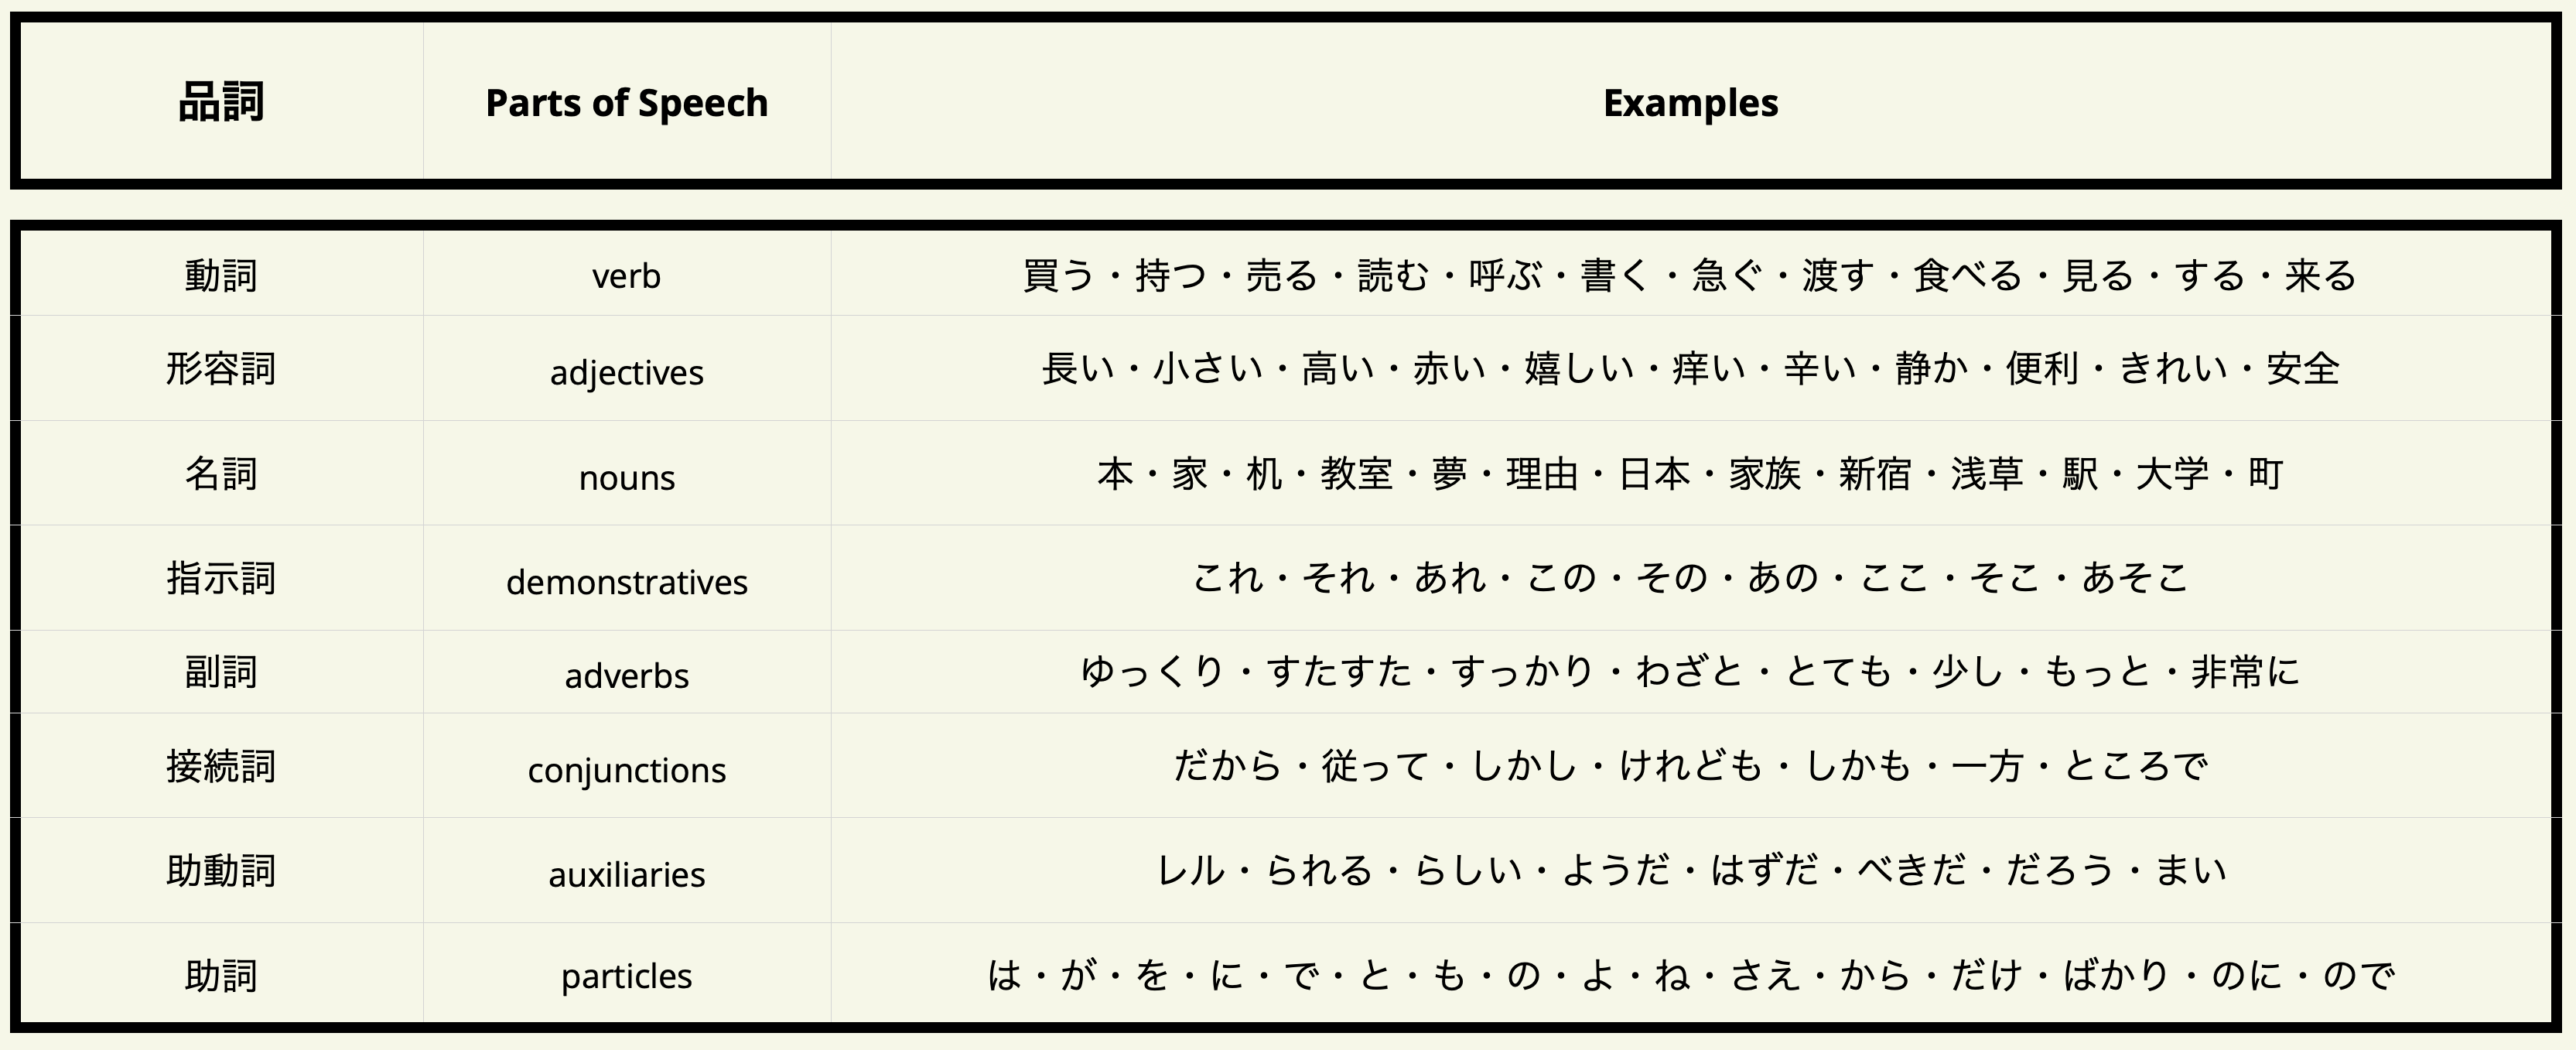 品詞 Parts of Speech Examples
動詞 verb 買う・持つ・売る・読む・呼ぶ・書く・急ぐ・渡す・食べる・見る・する・来る
形容詞 adjectives 長い・小さい・高い・赤い・嬉しい・痒い・辛い・静か・便利・きれい・安全
名詞 nouns 本・家・机・教室・夢・理由・日本・家族・新宿・浅草・駅・大学・町
指示詞 demonstratives これ・それ・あれ・この・その・あの・ここ・そこ・あそこ
副詞 adverbs ゆっくり・すたすた・すっかり・わざと・とても・少し・もっと・非常に
接続詞 conjunctions だから・従って・しかし・けれども・しかも・一方・ところで
助動詞 auxiliaries レル・られる・らしい・ようだ・はずだ・べきだ・だろう・まい
助詞 particles は・が・を・に・で・と・も・の・よ・ね・さえ・から・だけ・ばかり・のに・ので